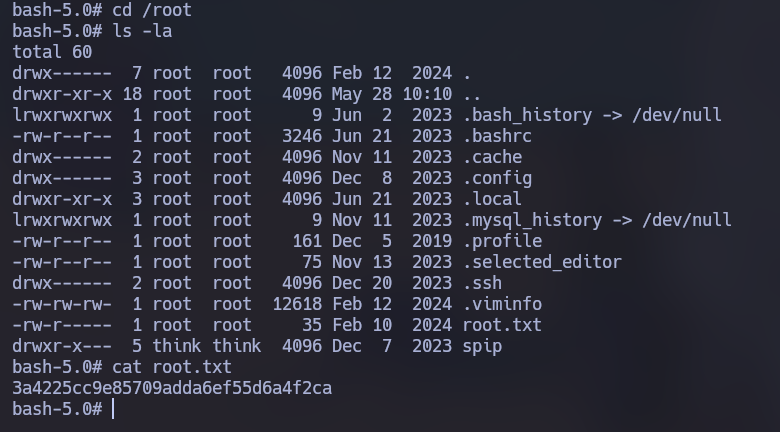 bash-5.0# cd /root
bash-5.0# ls -la
total 60
drwx------  7 root  root   4096 Feb 12  2024 .
drwxr-xr-x 18 root  root   4096 May 28 10:10 ..
lrwxrwxrwx  1 root  root      9 Jun  2  2023 .bash_history -> /dev/null
-rw-r--r--  1 root  root   3246 Jun 21  2023 .bashrc
drwx------  2 root  root   4096 Nov 11  2023 .cache
drwx------  3 root  root   4096 Dec  8  2023 .config
drwxr-xr-x  3 root  root   4096 Jun 21  2023 .local
lrwxrwxrwx  1 root  root      9 Nov 11  2023 .mysql_history -> /dev/null
-rw-r--r--  1 root  root    161 Dec  5  2019 .profile
-rw-r--r--  1 root  root     75 Nov 13  2023 .selected_editor
drwx------  2 root  root   4096 Dec 20  2023 .ssh
-rw-rw-rw-  1 root  root  12618 Feb 12  2024 .viminfo
-rw-r-----  1 root  root     35 Feb 10  2024 root.txt
drwxr-x---  5 think think  4096 Dec  7  2023 spip
bash-5.0# cat root.txt
3a4225cc9e85709adda6ef55d6a4f2ca
bash-5.0#